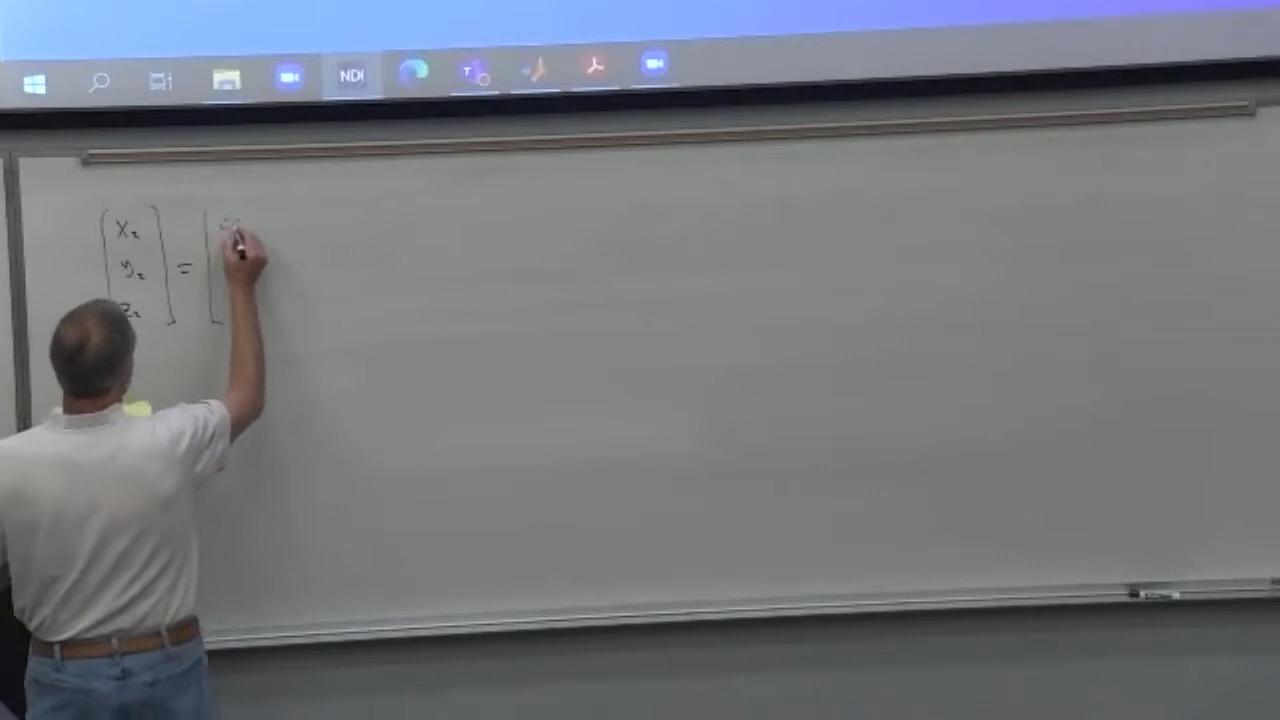 NDI
X₂
y₂ =
Z₂